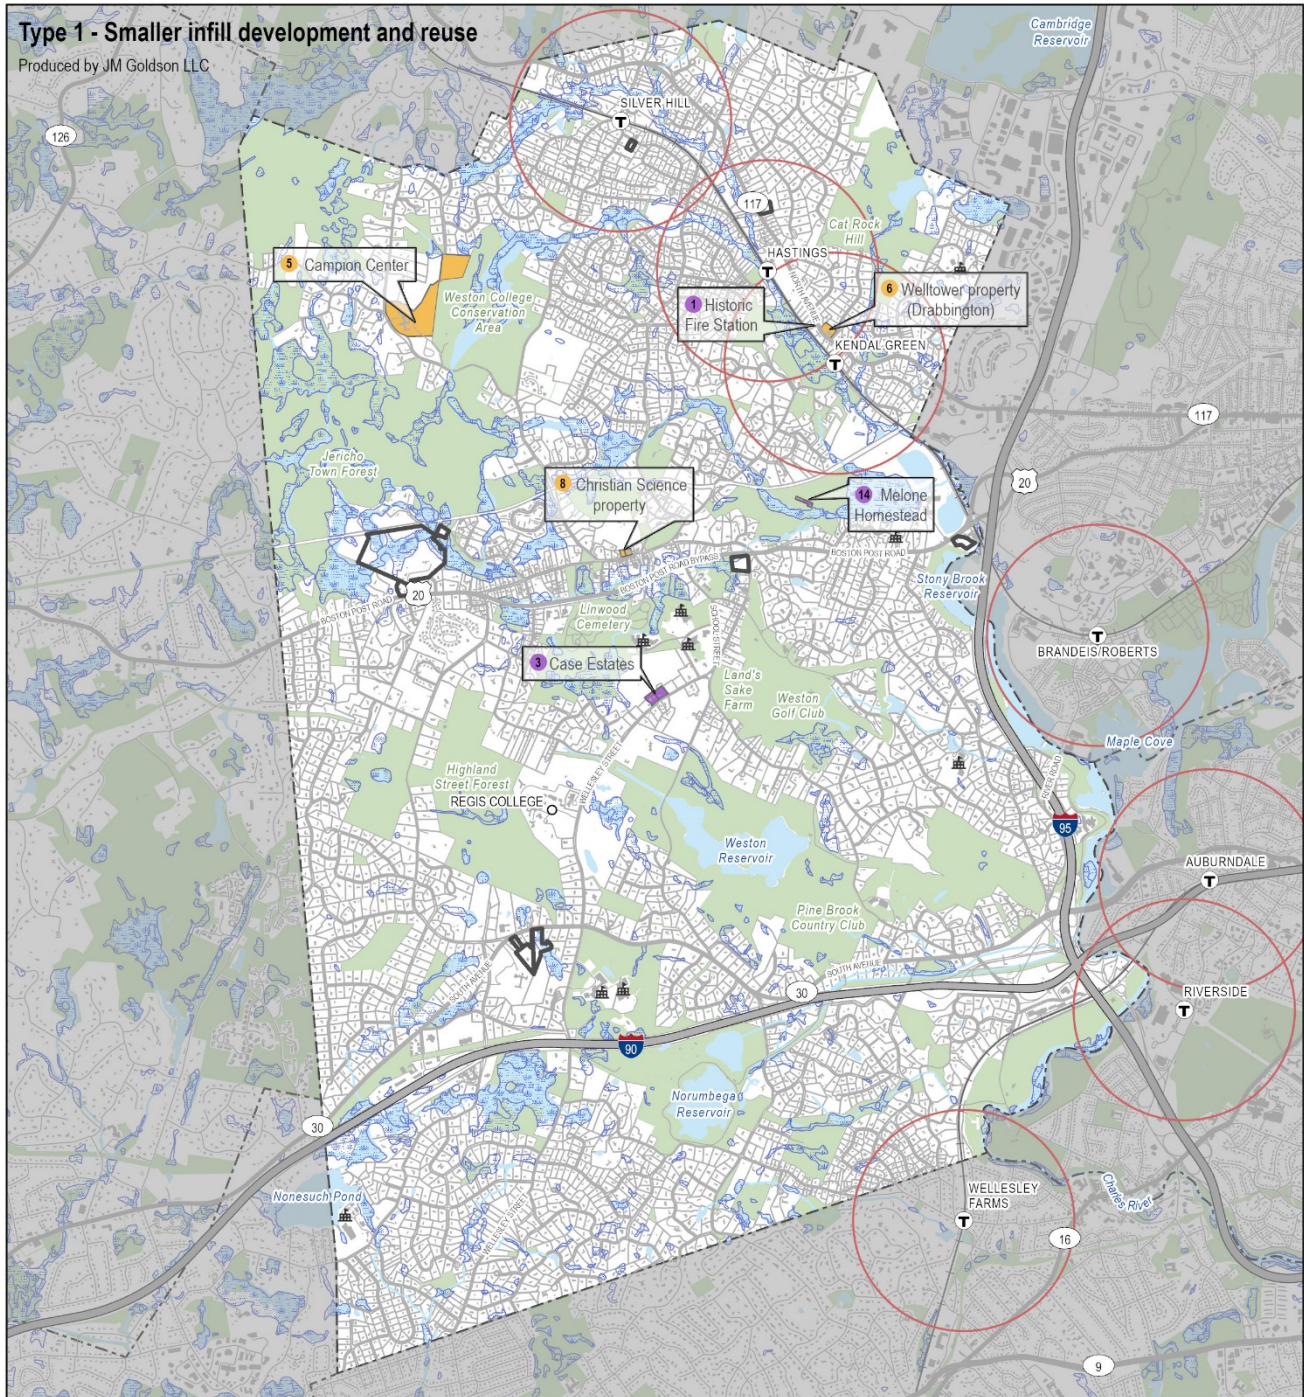 Type 1 - Smaller infill development and reuse
Produced by JM Goldson LLC
Cambridge
Reservoir
126
SILVER HILL
T
117
Cat Rock
Hill
HASTINGS
T
5 Campion Center
Weston College
Conservation
Area
1 Historic
Fire Station
6 Welltower property
(Drabbington)
KENDAL GREEN
T
117
Jericho
Town Forest
8 Christian Science
property
14 Melone
Homestead
20
BOSTON POST ROAD
BOSTON POST ROAD BYPASS
Stony Brook
Reservoir
20
BOSTON POST ROAD
Linwood
Cemetery
SCHOOL STREET
T
BRANDEIS/ROBERTS
3 Case Estates
Land's
Sake
Farm
Weston
Golf Club
Maple Cove
Highland
Street Forest
WELLESLEY STREET
REGIS COLLEGE
RIVER ROAD
95
Weston
Reservoir
AUBURNDALE
T
Pine Brook
Country Club
SOUTH AVENUE
SOUTH AVENUE
30
RIVERSIDE
T
90
Norumbega
Reservoir
30
Nonesuch Pond
WELLESLEY STREET
WELLESLEY
FARMS
T
Charles River
16
9